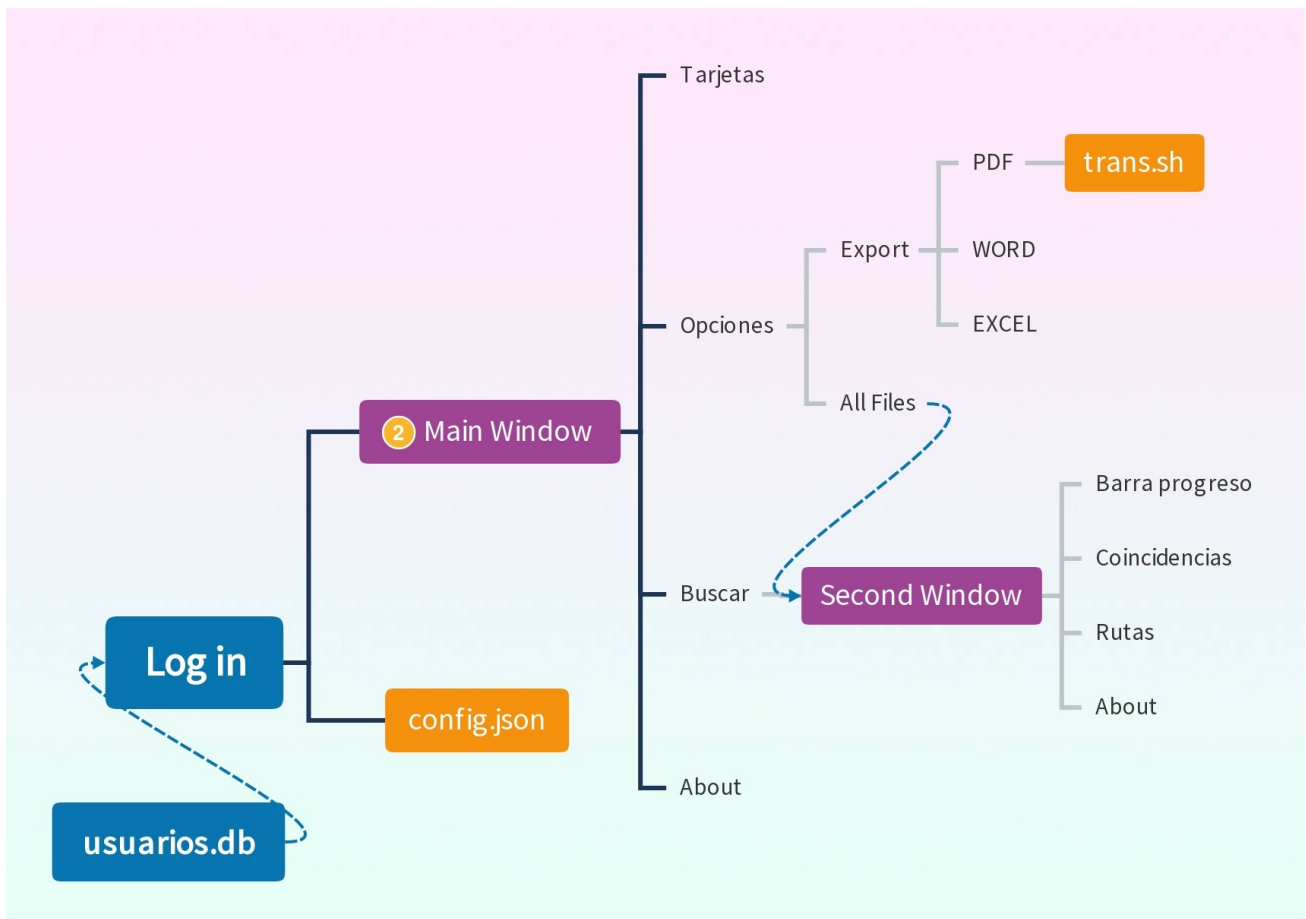 Tarjetas
PDF
trans.sh
Export
WORD
Opciones
EXCEL
All Files
2 Main Window
Barra progreso
Coincidencias
Buscar
Second Window
Rutas
Log in
About
config.json
About
usuarios.db